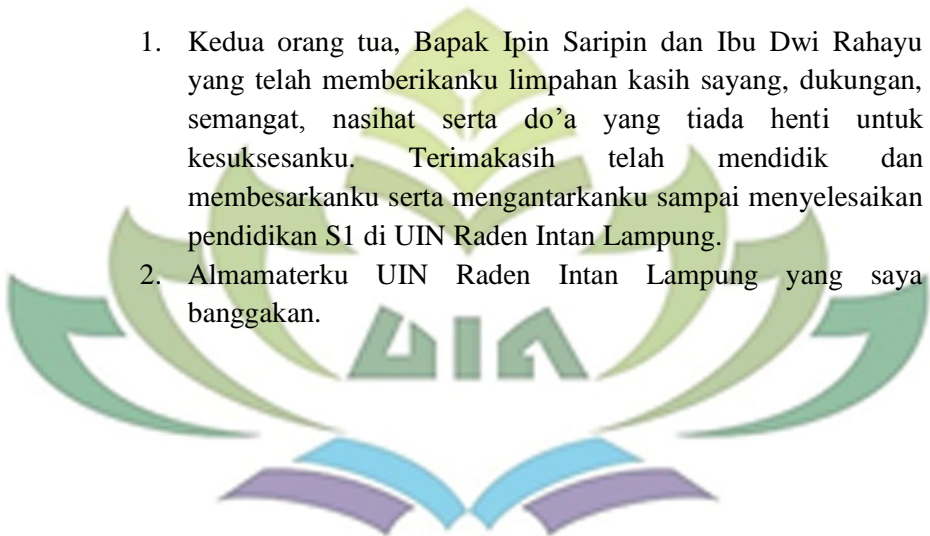 1. Kedua orang tua, Bapak Ipin Saripin dan Ibu Dwi Rahayu
yang telah memberikanku limpahan kasih sayang, dukungan,
semangat, nasihat serta do’a yang tiada henti untuk
kesuksesanku. Terimakasih telah mendidik dan
membesarkanku serta mengantarkanku sampai menyelesaikan
pendidikan S1 di UIN Raden Intan Lampung.
2. Almamaterku UIN Raden Intan Lampung yang saya
banggakan.
UIN